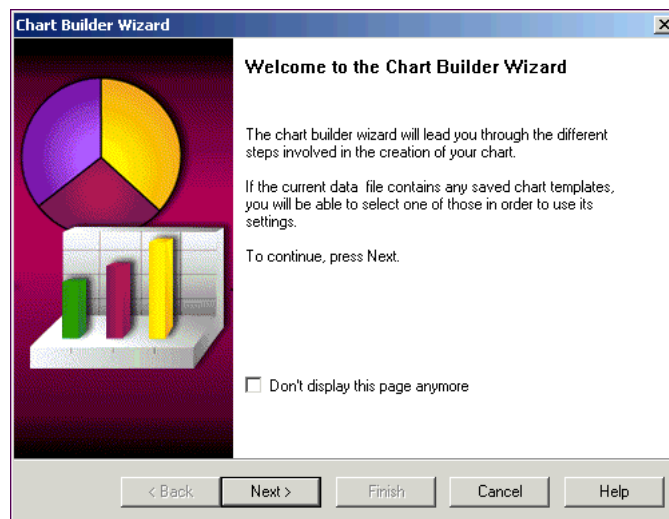 Chart Builder Wizard
Welcome to the Chart Builder Wizard
The chart builder wizard will lead you through the different
steps involved in the creation of your chart.
If the current data file contains any saved chart templates,
you will be able to select one of those in order to use its
settings.
To continue, press Next.
Don't display this page anymore
< Back
Next >
Finish
Cancel
Help